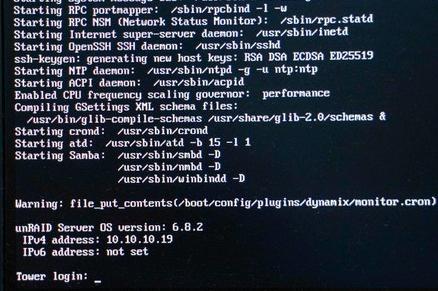 Starting RPC portmapper:  /sbin/rpcbind -l -w
Starting RPC NSM (Network Status Monitor):  /sbin/rpc.statd
Starting Internet super-server daemon:  /usr/sbin/inetd
Starting OpenSSH SSH daemon:  /usr/sbin/sshd
ssh-keygen: generating new host keys: RSA DSA ECDSA ED25519
Starting NTP daemon:  /usr/sbin/ntpd -g -u ntp:ntp
Starting ACPI daemon:  /usr/sbin/acpid
Enabled CPU frequency scaling governor:  performance
Compiling GSettings XML schema files:
/usr/bin/glib-compile-schemas /usr/share/glib-2.0/schemas &
Starting crond:  /usr/sbin/crond
Starting atd:  /usr/sbin/atd -b 15 -l 1
Starting Samba:  /usr/sbin/smbd -D
/usr/sbin/nmbd -D
/usr/sbin/winbindd -D
Warning: file_put_contents(/boot/config/plugins/dynamix/monitor.cron)
unRAID Server OS version: 6.8.2
IPv4 address: 10.10.10.19
IPv6 address: not set
Tower login: _